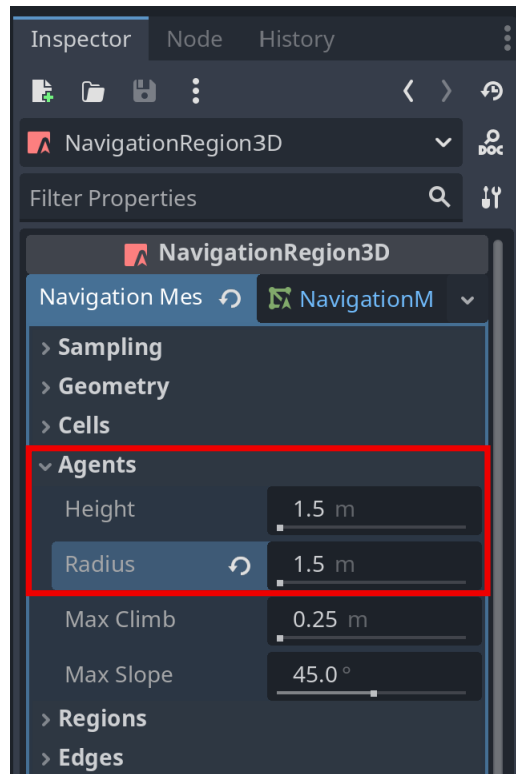 Inspector Node History
DOC
NavigationRegion3D
Filter Properties
NavigationRegion3D
Navigation Mes NavigationM
Sampling
Geometry
Cells
Agents
Height 1.5 m
Radius 1.5 m
Max Climb 0.25 m
Max Slope 45.0 °
Regions
Edges